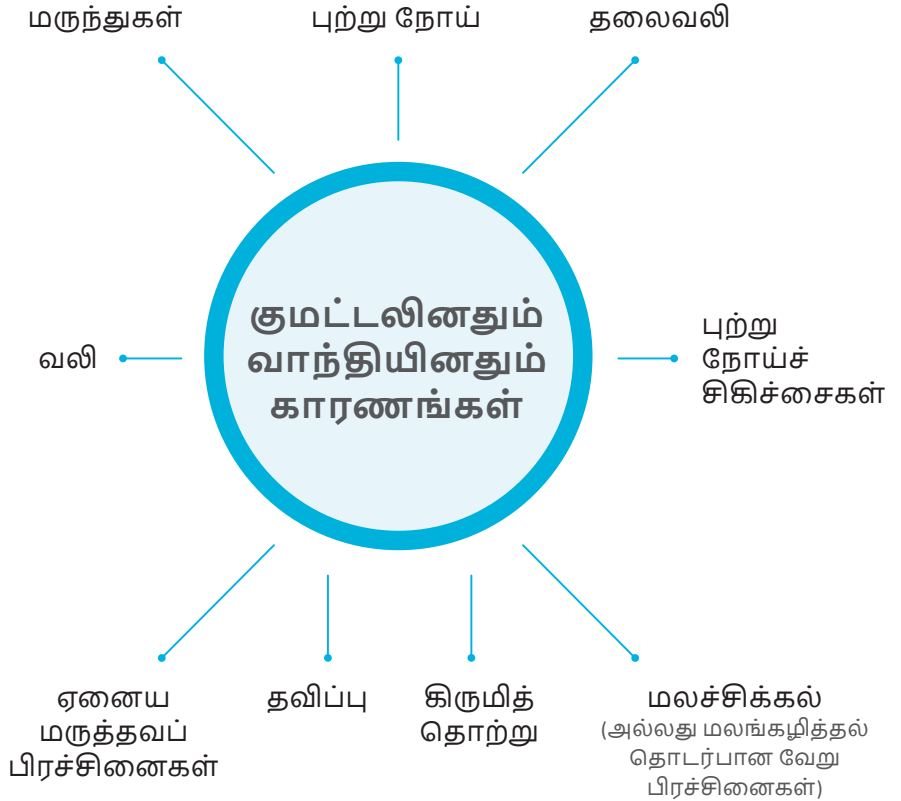 மருந்துகள்
புற்று நோய்
தலைவலி
குமட்டலினதும்
வாந்தியினதும்
காரணங்கள்
வலி
புற்று
நோய்ச்
சிகிச்சைகள்
ஏனைய
மருத்தவப்
பிரச்சினைகள்
தவிப்பு
கிருமித்
தொற்று
மலச்சிக்கல்
(அல்லது மலங்கழித்தல்
தொடர்பான வேறு
பிரச்சினைகள்)